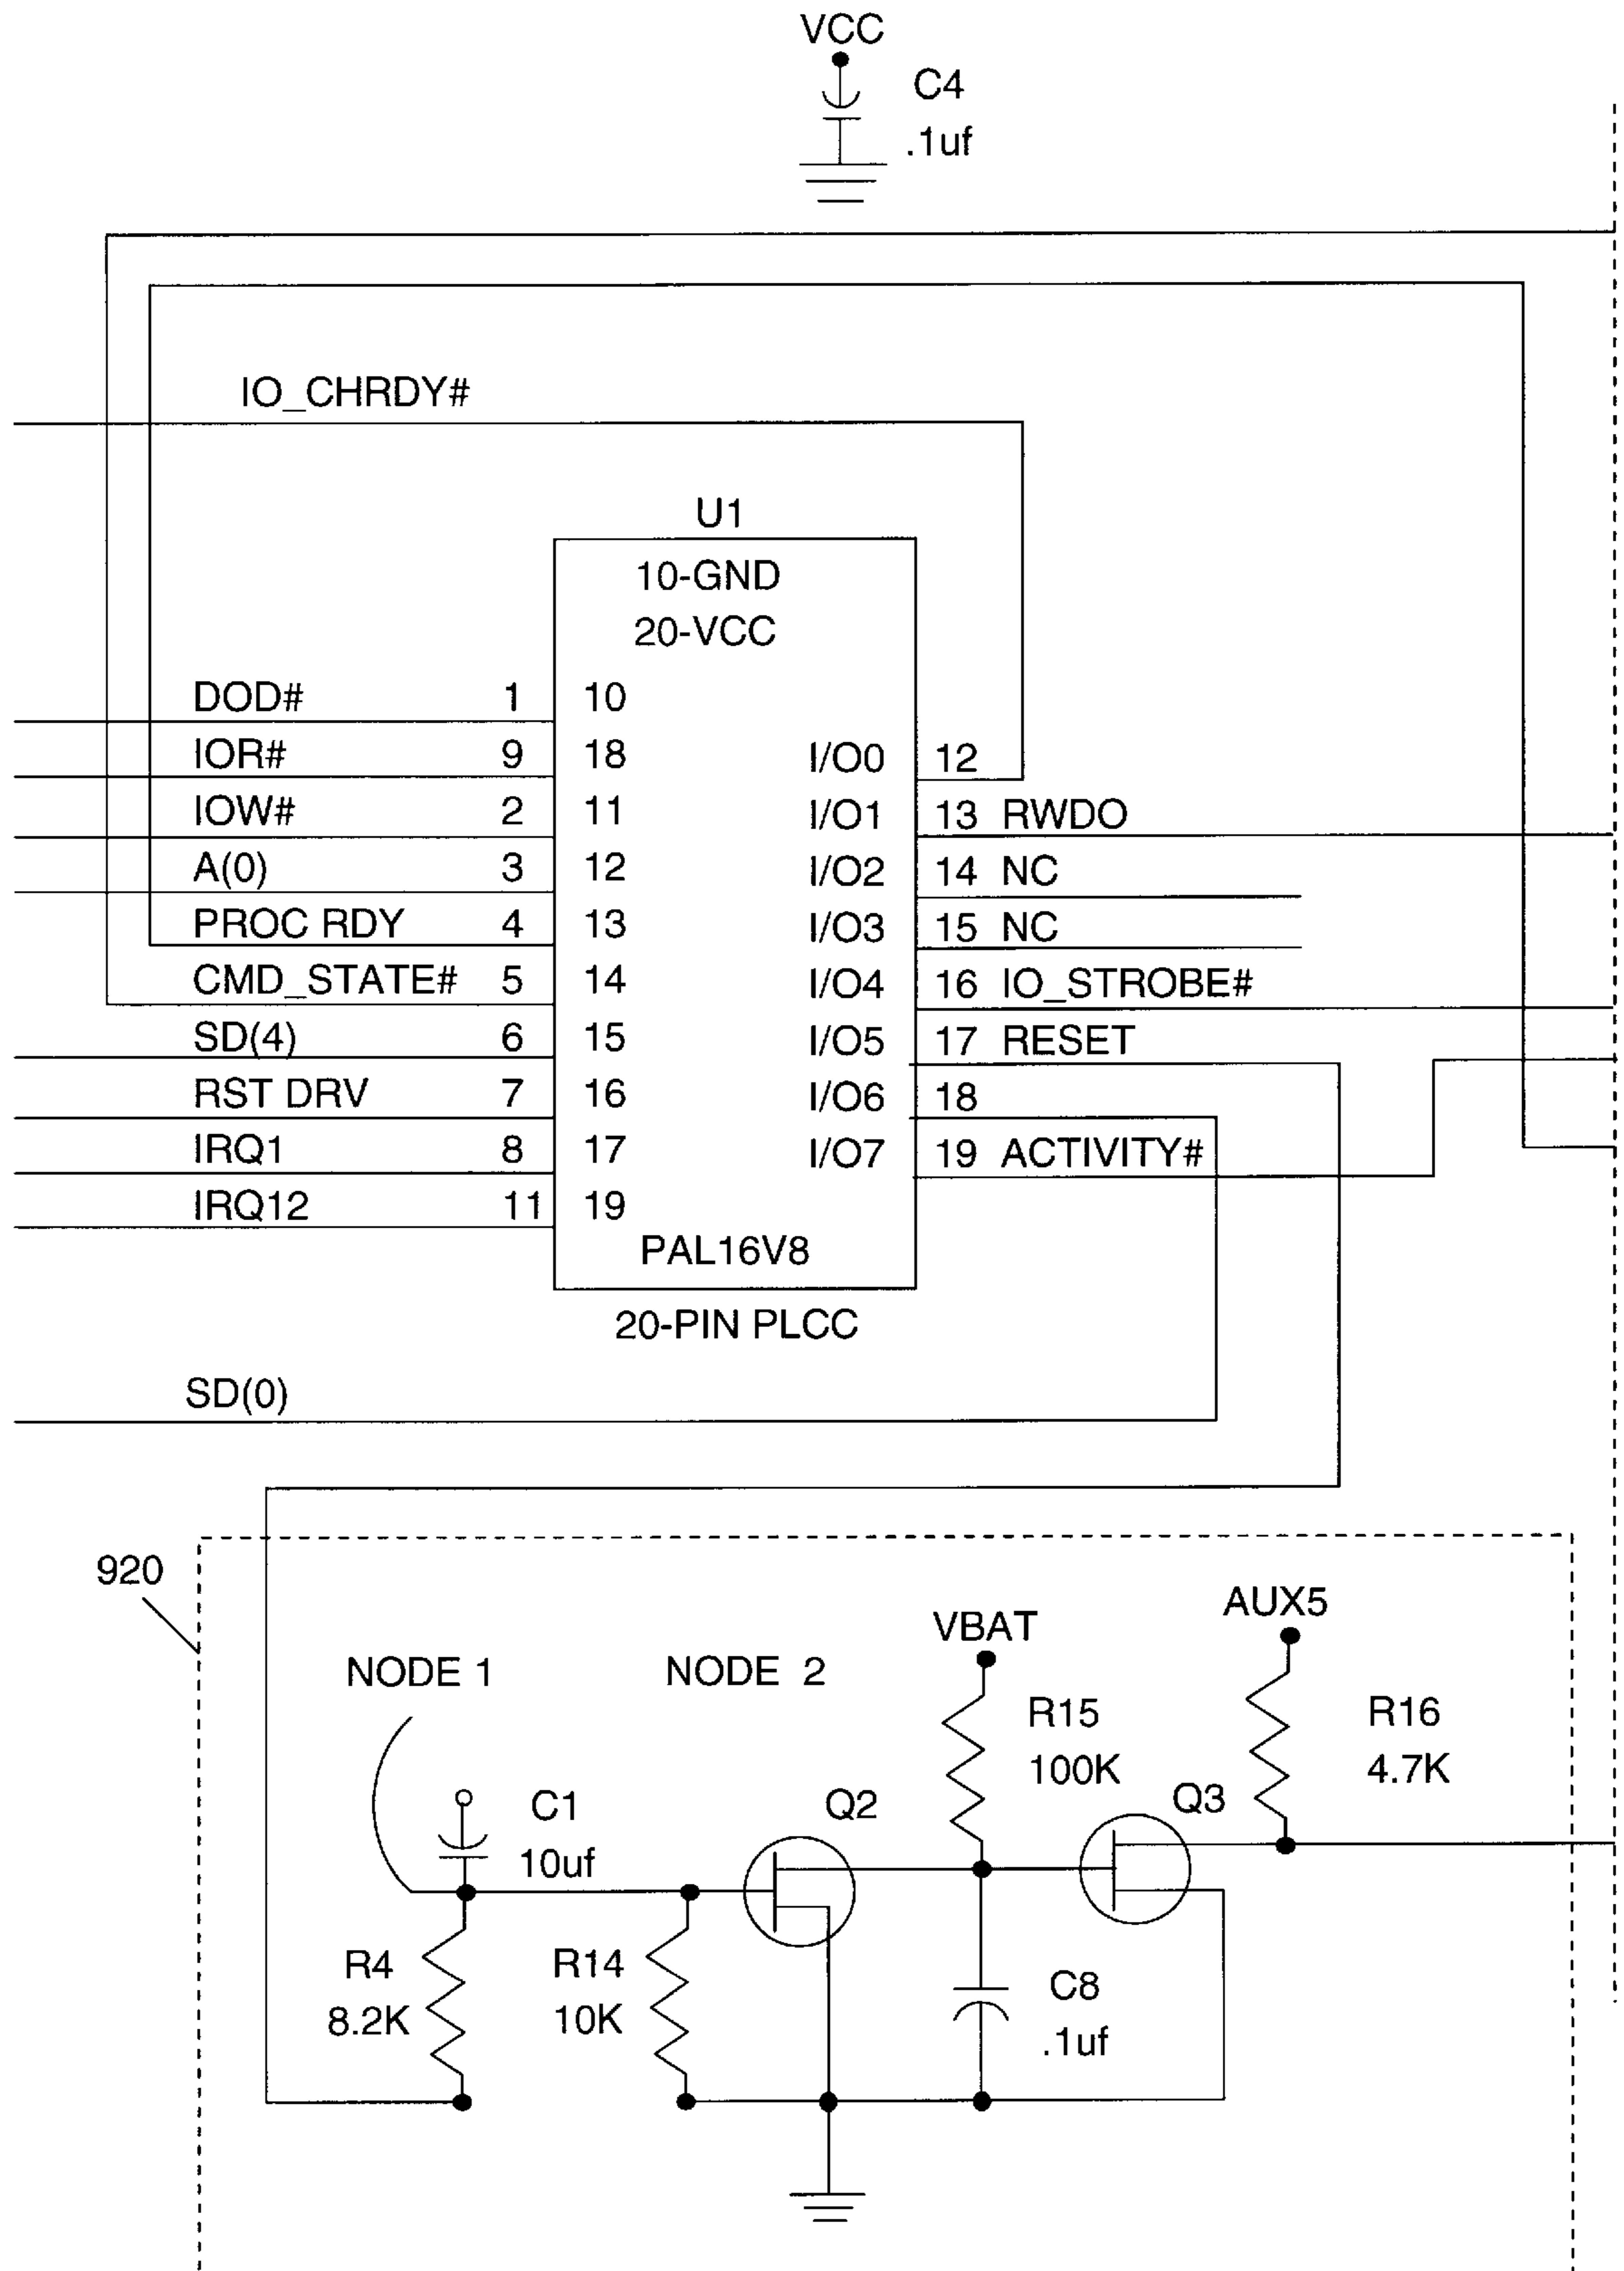 VCC
C4
.1uf
IO_CHRDY#
U1
10-GND
20-VCC
DOD# 1 10
IOR# 9 18 I/O0 12
IOW# 2 11 I/O1 13 RWDO
A(0) 3 12 I/O2 14 NC
PROC RDY 4 13 I/O3 15 NC
CMD_STATE# 5 14 I/O4 16 IO_STROBE#
SD(4) 6 15 I/O5 17 RESET
RST DRV 7 16 I/O6 18
IRQ1 8 17 I/O7 19 ACTIVITY#
IRQ12 11 19
PAL16V8
20-PIN PLCC
SD(0)
920
NODE 1
NODE 2
VBAT
AUX5
R15
100K
R16
4.7K
C1
10uf
Q2
Q3
R4
8.2K
R14
10K
C8
.1uf